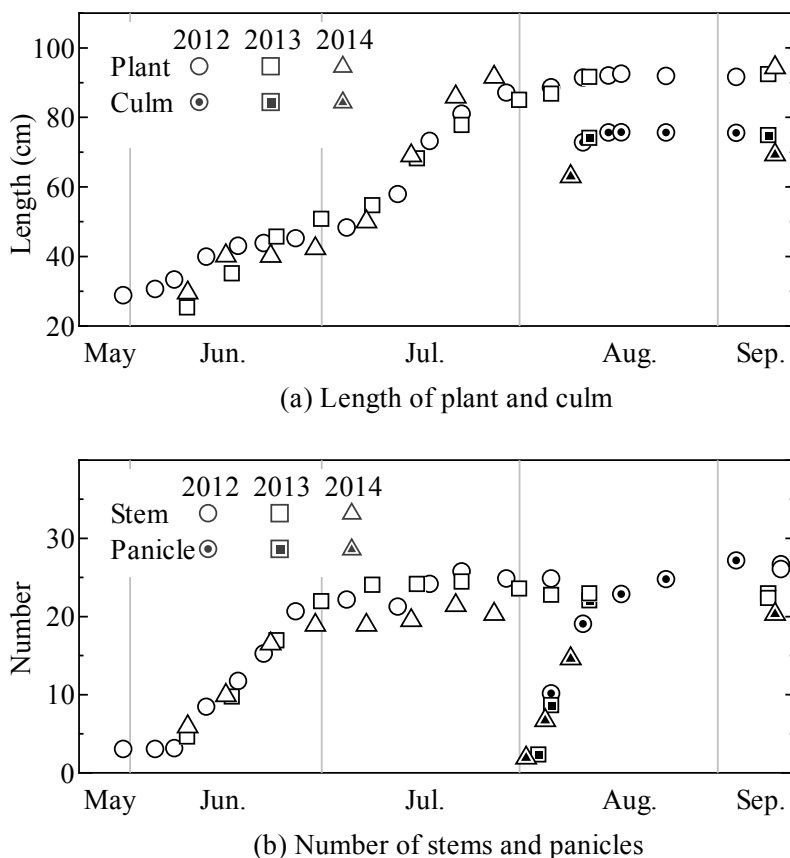 100
80
60
40
20
Length (cm)
2012 2013 2014
Plant
Culm
May Jun. Jul. Aug. Sep.
(a) Length of plant and culm
30
20
10
0
Number
2012 2013 2014
Stem
Panicle
May Jun. Jul. Aug. Sep.
(b) Number of stems and panicles